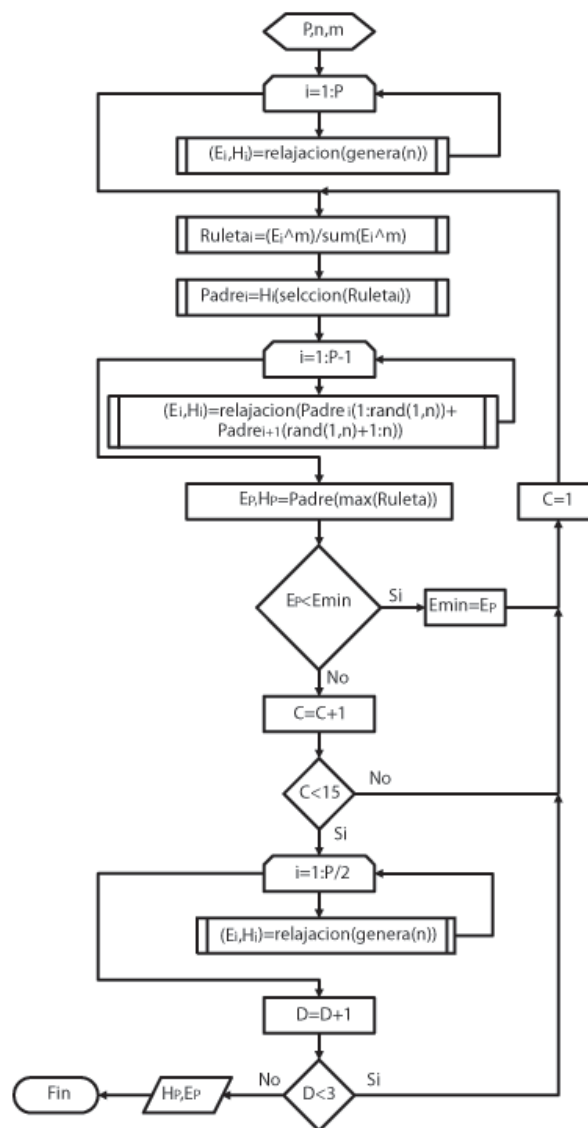 P,n,m
i=1:P
(Ei,Hi)=relajacion(genera(n))
Ruletai=(Ei^m)/sum(Ei^m)
Padrei=Hi(selccion(Ruletai))
i=1:P-1
(Ei,Hi)=relajacion(Padrei(1:rand(1,n))+
Padrei+1(rand(1,n)+1:n))
EP,HP=Padre(max(Ruleta))
C=1
EP<Emin
Si
Emin=EP
No
C=C+1
C<15
No
Si
i=1:P/2
(Ei,Hi)=relajacion(genera(n))
D=D+1
D<3
Si
No
HP,EP
Fin